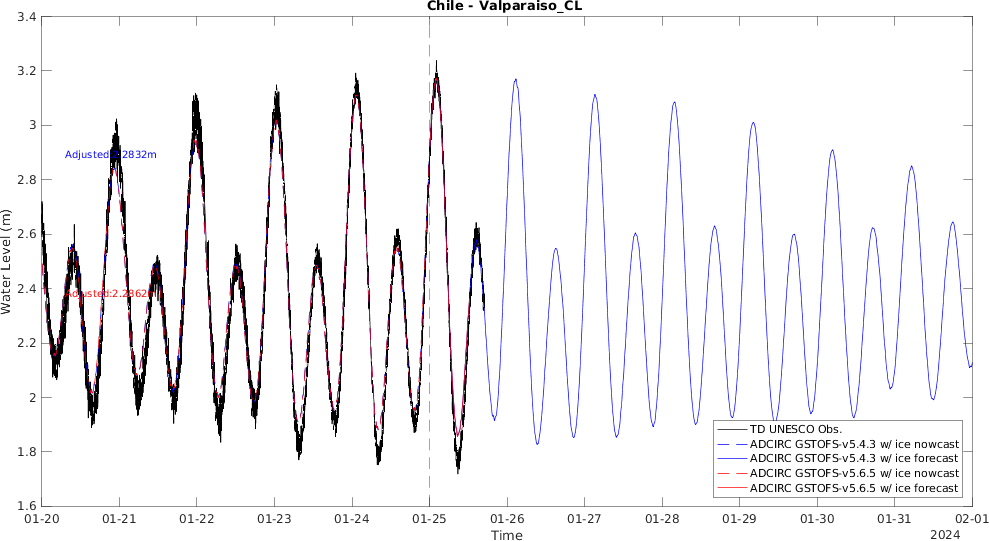 Chile - Valparaiso_CL
3.4
3.2
3
2.8
2.6
2.4
2.2
2
1.8
1.6
Water Level (m)
Adjusted:2.2832m
TD UNESCO Obs.
ADCIRC GSTOFS-v5.4.3 w/ ice nowcast
ADCIRC GSTOFS-v5.4.3 w/ ice forecast
ADCIRC GSTOFS-v5.6.5 w/ ice nowcast
ADCIRC GSTOFS-v5.6.5 w/ ice forecast
01-20
01-21
01-22
01-23
01-24
01-25
01-26
01-27
01-28
01-29
01-30
01-31
02-01
Time
2024